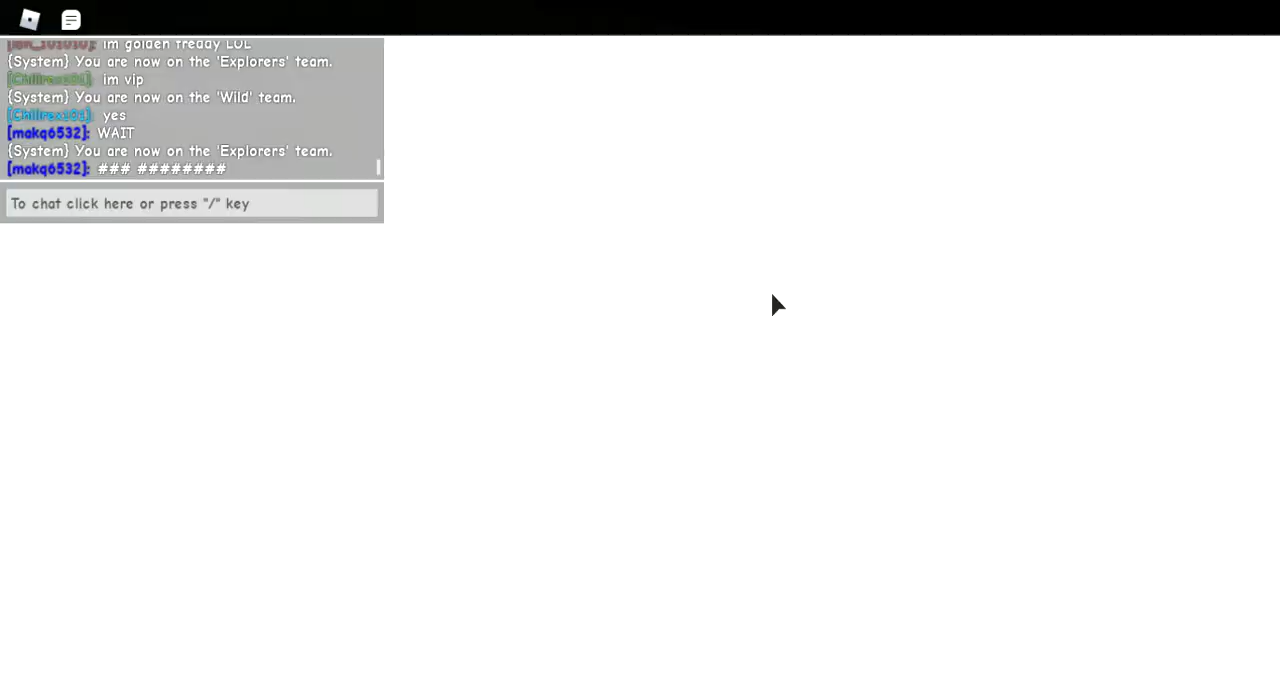 im golden freddy LOL
{System} You are now on the 'Explorers' team.
[Chillrex101]: im vip
{System} You are now on the 'Wild' team.
[Chillrex101]: yes
[makq6532]: WAIT
{System} You are now on the 'Explorers' team.
[makq6532]: ### ########
To chat click here or press "/" key